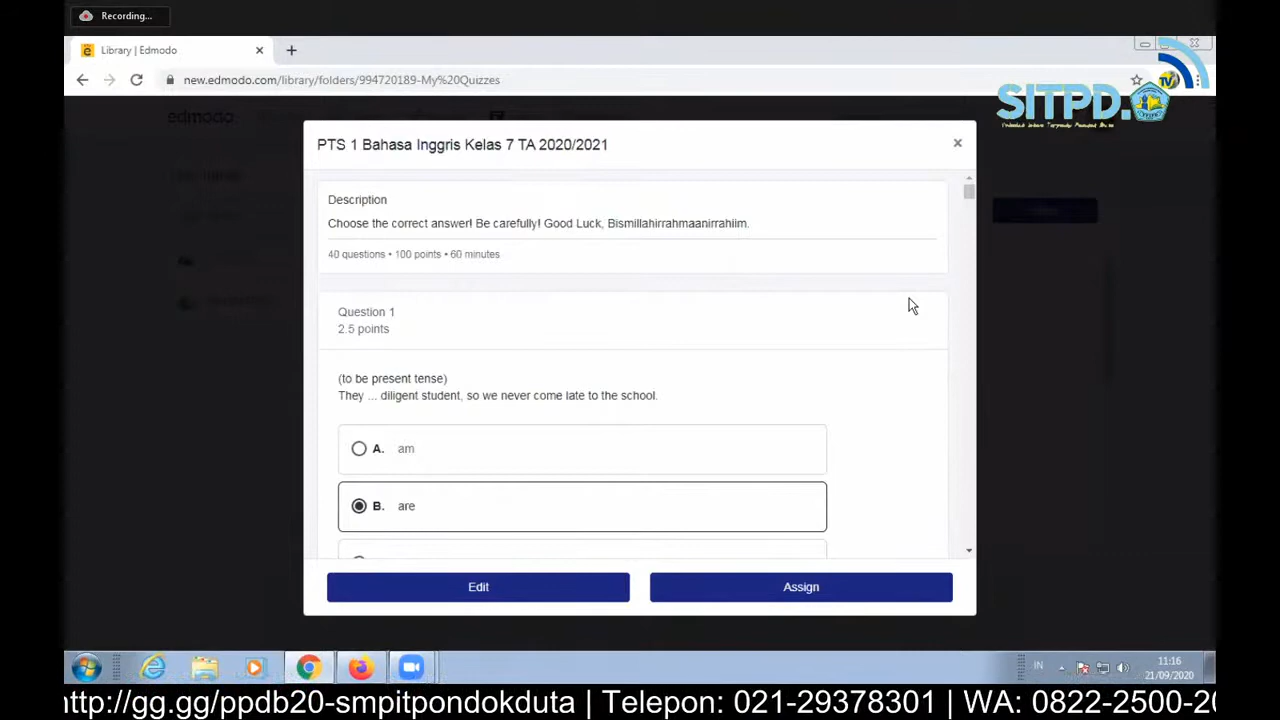 Recording...
Library | Edmodo
new.edmodo.com/library/folders/994720189-My%20Quizzes
TV
SITPD.
edmodo
PTS 1 Bahasa Inggris Kelas 7 TA 2020/2021
Description
Choose the correct answer! Be carefully! Good Luck, Bismillahirrahmaanirrahiim.
40 questions • 100 points • 60 minutes
Question 1
2.5 points
(to be present tense)
They ... diligent student, so we never come late to the school.
A. am
B. are
Edit
Assign
IN
11:16
21/09/2020
http://gg.gg/ppdb20-smpitpondokduta | Telepon: 021-29378301 | WA: 0822-2500-20